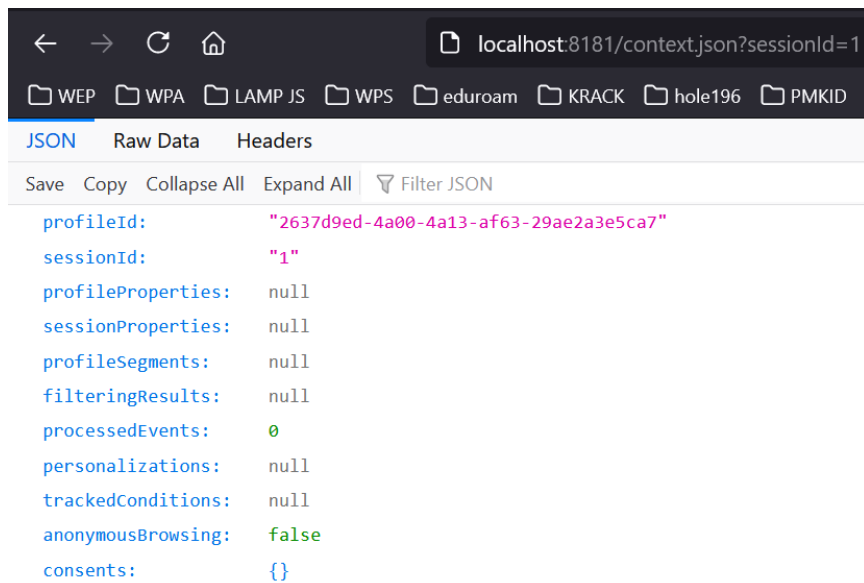 localhost:8181/context.json?sessionId=1
WEP WPA LAMP JS WPS eduroam KRACK hole196 PMKID
JSON Raw Data Headers
Save Copy Collapse All Expand All Filter JSON
profileId: "2637d9ed-4a00-4a13-af63-29ae2a3e5ca7"
sessionId: "1"
profileProperties: null
sessionProperties: null
profileSegments: null
filteringResults: null
processedEvents: 0
personalizations: null
trackedConditions: null
anonymousBrowsing: false
consents: {}